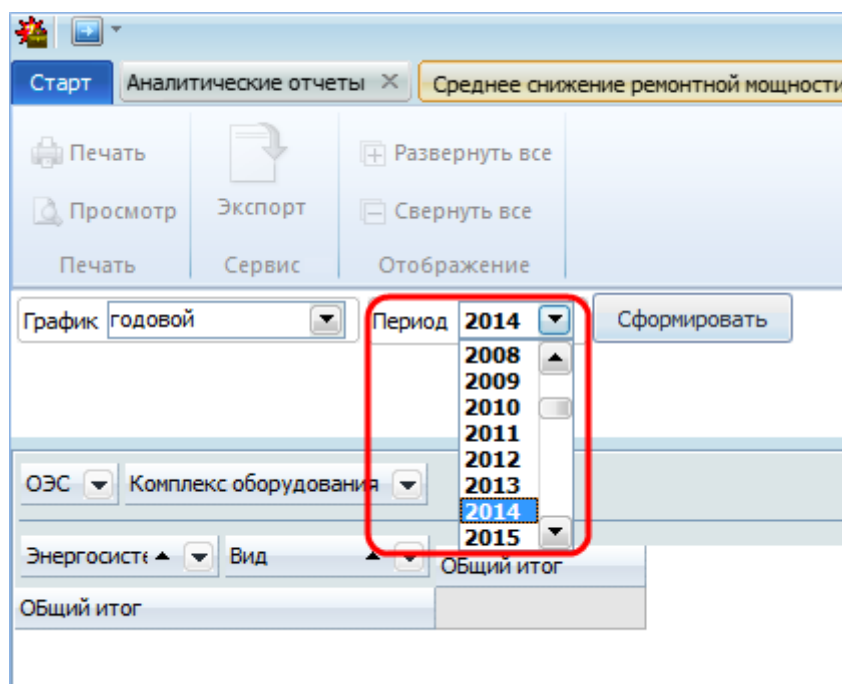 Старт Аналитические отчеты Среднее снижение ремонтной мощности
Печать Развернуть все
Просмотр Экспорт Свернуть все
Печать Сервис Отображение
График годовой Период 2014 Сформировать
2008
2009
2010
2011
2012
2013
2014
2015
ОЭС Комплекс оборудования
Энергосисте Вид
ОБщий итог
ОБщий итог